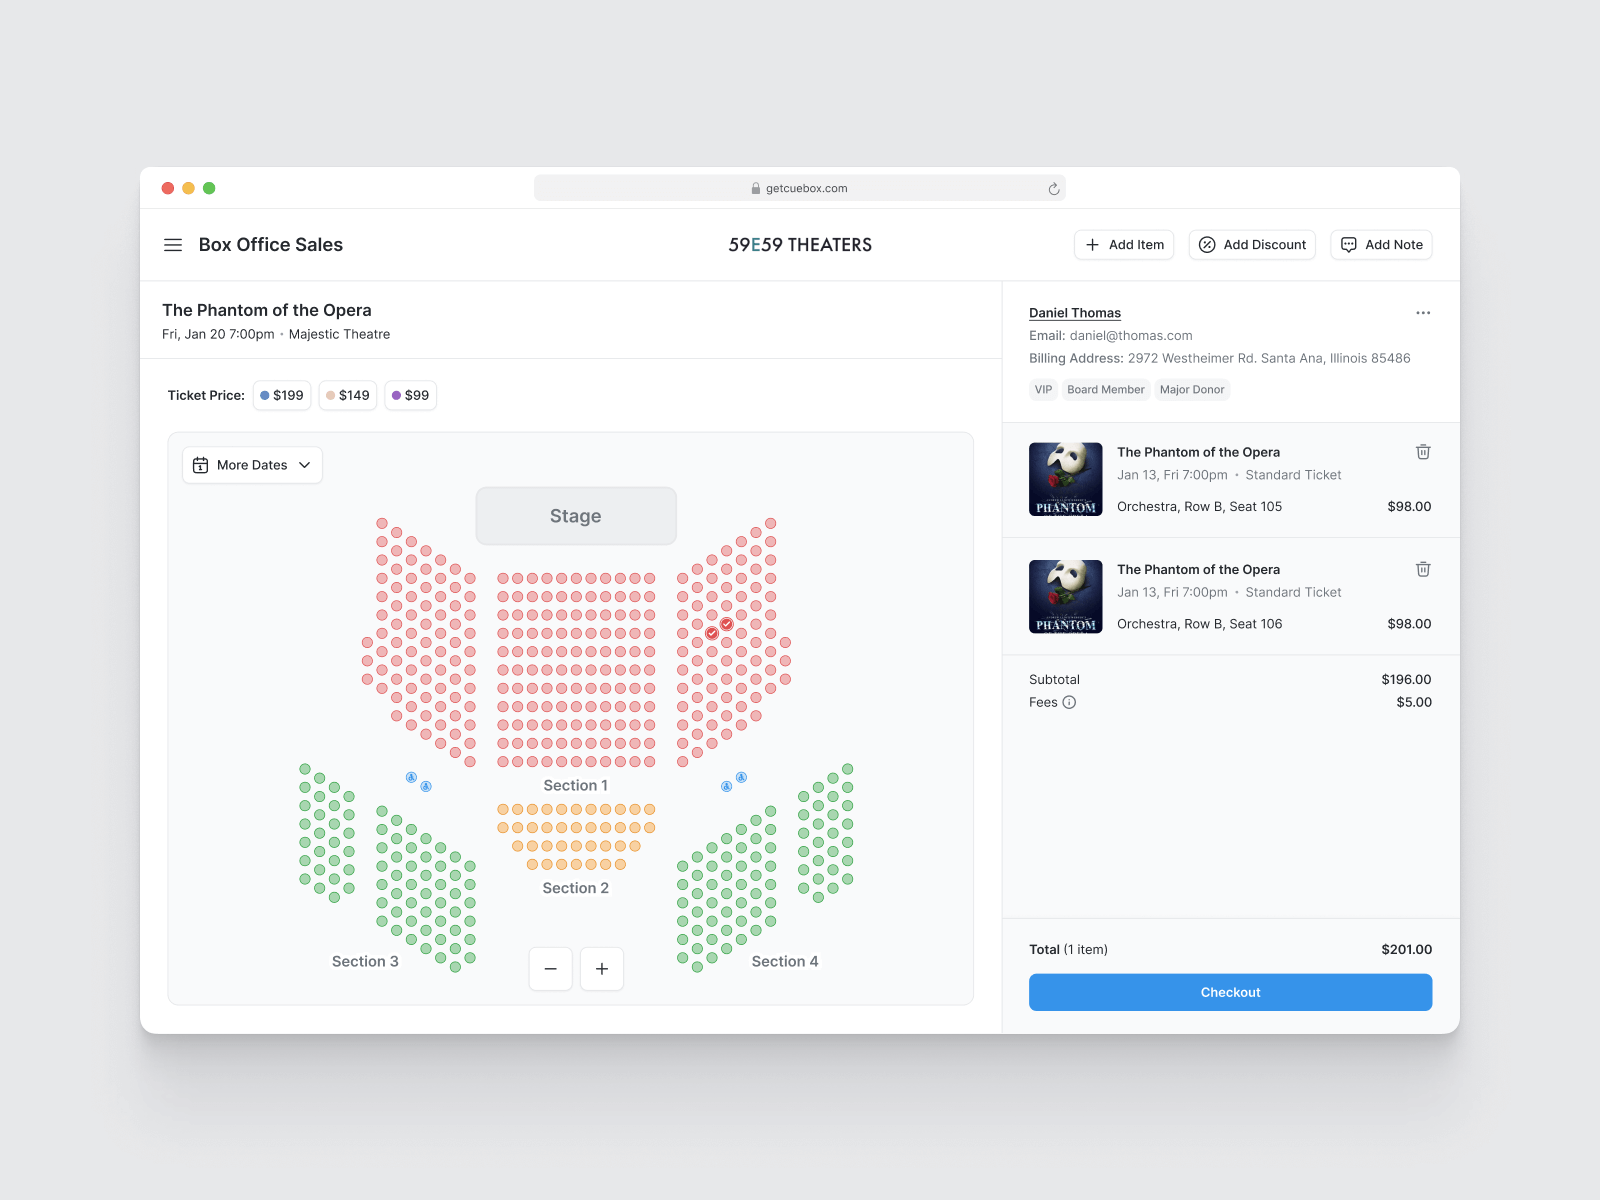 getcuebox.com
Box Office Sales
59E59 THEATERS
Add Item
Add Discount
Add Note
The Phantom of the Opera
Fri, Jan 20 7:00pm • Majestic Theatre
Ticket Price:
$199
$149
$99
More Dates
Stage
Section 1
Section 2
Section 3
Section 4
Daniel Thomas
Email: daniel@thomas.com
Billing Address: 2972 Westheimer Rd. Santa Ana, Illinois 85486
VIP
Board Member
Major Donor
PHANTOM
The Phantom of the Opera
Jan 13, Fri 7:00pm • Standard Ticket
Orchestra, Row B, Seat 105
$98.00
PHANTOM
The Phantom of the Opera
Jan 13, Fri 7:00pm • Standard Ticket
Orchestra, Row B, Seat 106
$98.00
Subtotal
$196.00
Fees
$5.00
Total (1 item)
$201.00
Checkout